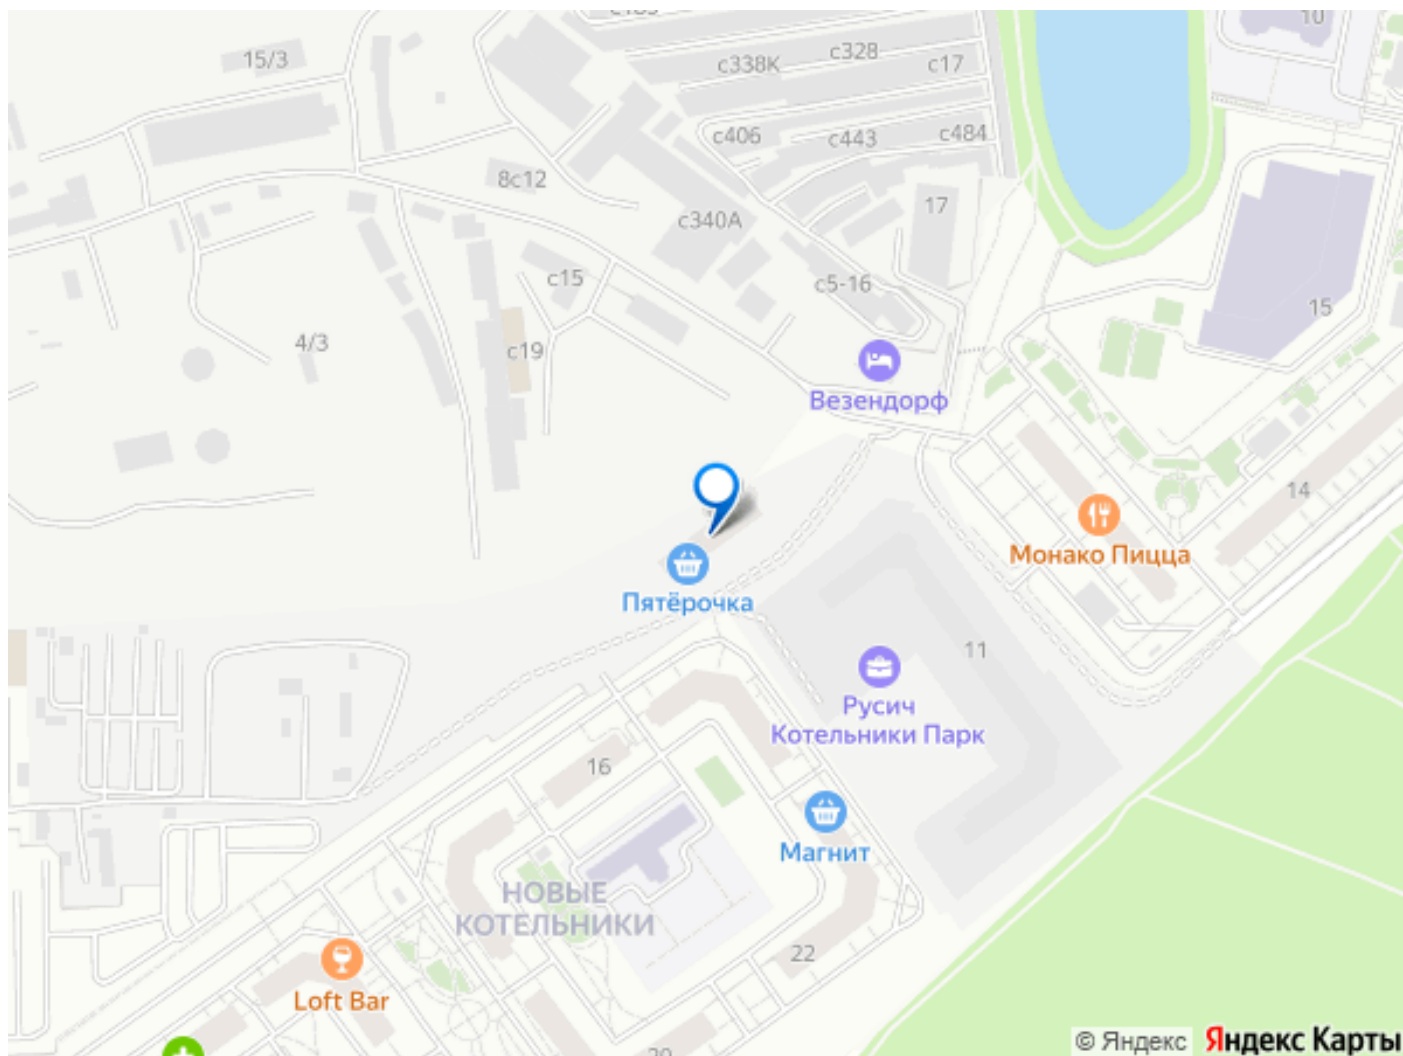 10
15/3
с338К
с328
с17
с406
с443
с484
8с12
17
с340А
с15
с5-16
15
4/3
с19
Везендорф
14
Монако Пицца
Пятёрочка
11
Русич
Котельники Парк
16
Магнит
НОВЫЕ
КОТЕЛЬНИКИ
22
Loft Bar
© Яндекс Яндекс Карты